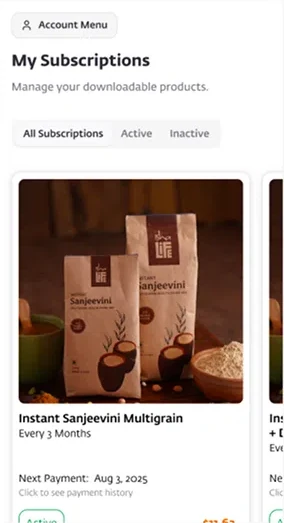 Account Menu
My Subscriptions
Manage your downloadable products.
All Subscriptions Active Inactive
LIFE
Sanjeevini
INSTANT
Sanjeevini
Instant Sanjeevini Multigrain
Every 3 Months
Next Payment: Aug 3, 2025
Click to see payment history
Active